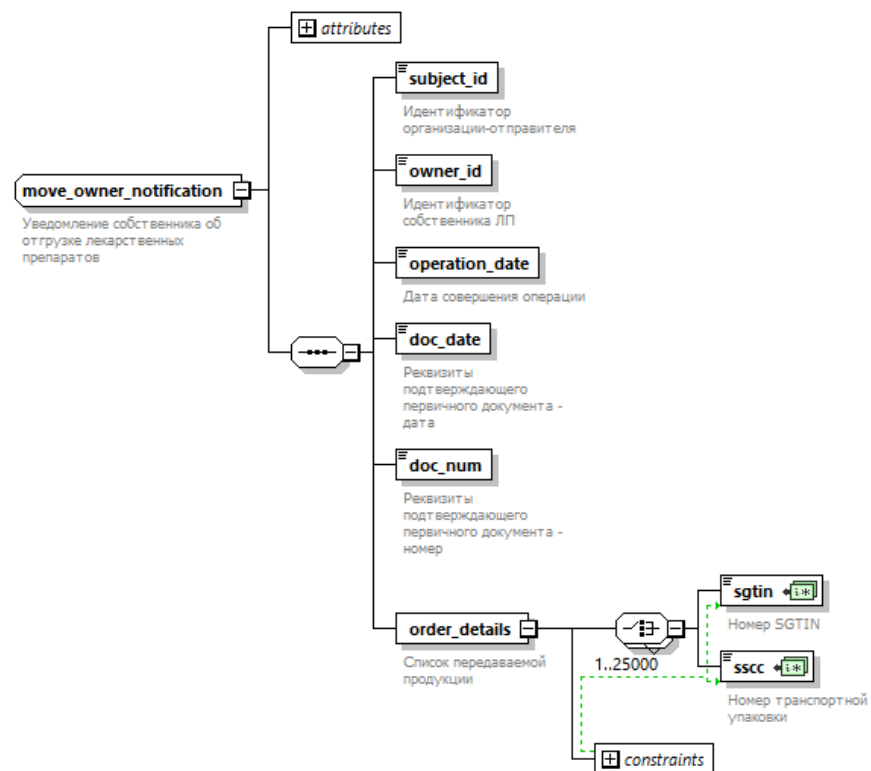 attributes
subject_id
Идентификатор
организации-отправителя
owner_id
Идентификатор
собственника ЛП
move_owner_notification
Уведомление собственника об
отгрузке лекарственных
препаратов
operation_date
Дата совершения операции
doc_date
Реквизиты
подтверждающего
первичного документа -
дата
doc_num
Реквизиты
подтверждающего
первичного документа -
номер
order_details
Список передаваемой
продукции
1..25000
sgtin
Номер SGTIN
sscc
Номер транспортной
упаковки
constraints